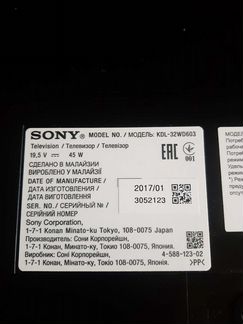 SONY MODEL NO. / МОДЕЛЬ: KDL-32WD603
Television / Телевизор / Телевізор
19,5 V ⎓ 45 W
EAC
001
СДЕЛАНО В МАЛАЙЗИИ
ВИРОБЛЕНО У МАЛАЙЗІЇ
DATE OF MANUFACTURE /
ДАТА ИЗГОТОВЛЕНИЯ /
ДАТА ВИГОТОВЛЕННЯ
2017/01
SER. NO. / СЕРИЙНЫЙ № /
СЕРІЙНИЙ НОМЕР
3052123
Sony Corporation,
1-7-1 Konan Minato-ku Tokyo, 108-0075 Japan
Производитель: Сони Корпорейшн,
1-7-1 Конан, Минато-ку, Токио 108-0075, Япония.
Виробник: Соні Корпорейшн, 4-588-123-02
1-7-1 Конан, Мінато-ку, Токіо 108-0075, Японія. >PP<